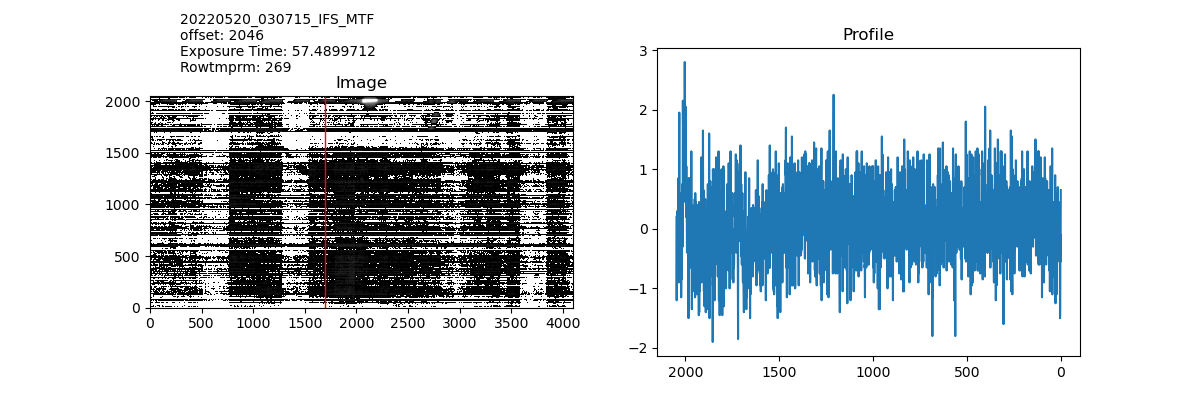 20220520_030715_IFS_MTF
offset: 2046
Exposure Time: 57.4899712
Rowtmprm: 269
Image
2000
1500
1000
500
0
0 500 1000 1500 2000 2500 3000 3500 4000
Profile
3
2
1
0
−1
−2
2000 1500 1000 500 0